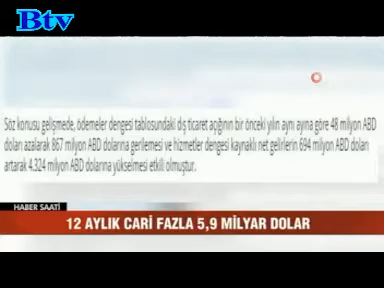 Btv
Söz konusu gelişmede, ödemeler dengesi tablosundaki dış ticaret açığının bir önceki yılın aynı ayına göre 48 milyon ABD
doları azalarak 867 milyon ABD dolarına gerilemesi ve hizmetler dengesi kaynaklı net gelirlerin 694 milyon ABD doları
artarak 4.324 milyon ABD dolarına yükselmesi etkili olmuştur.
HABER SAATİ
12 AYLIK CARİ FAZLA 5,9 MİLYAR DOLAR